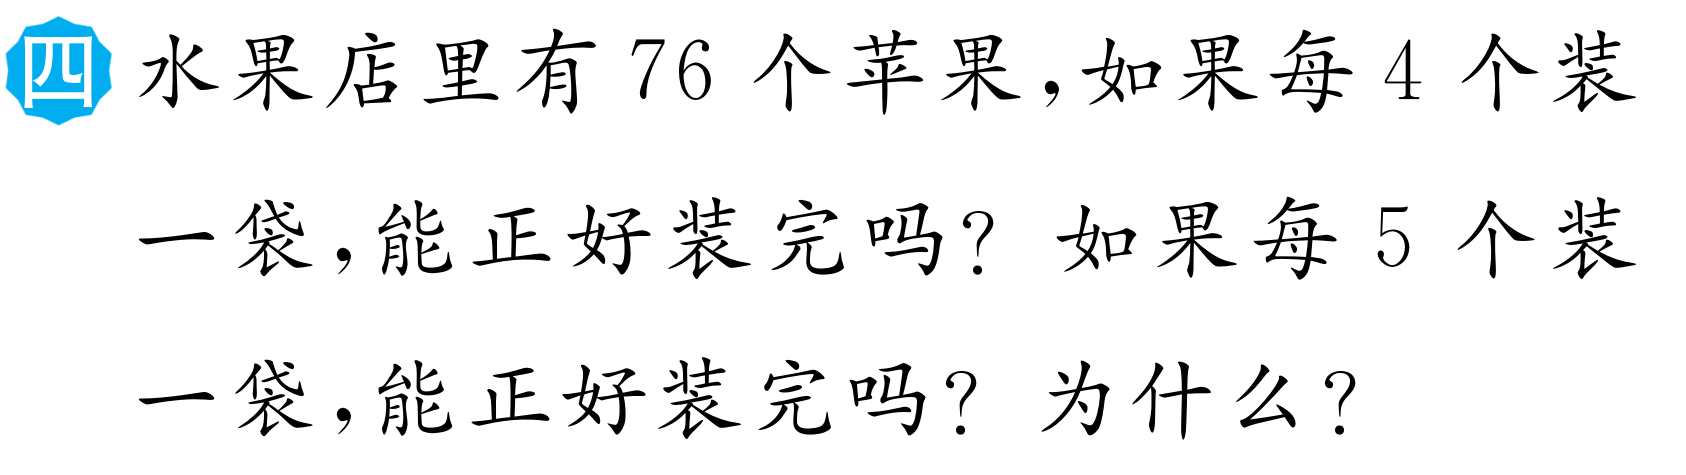 四 水果店里有 76 个苹果,如果每 4 个装
一袋,能正好装完吗? 如果每 5 个装
一袋,能正好装完吗? 为什么?